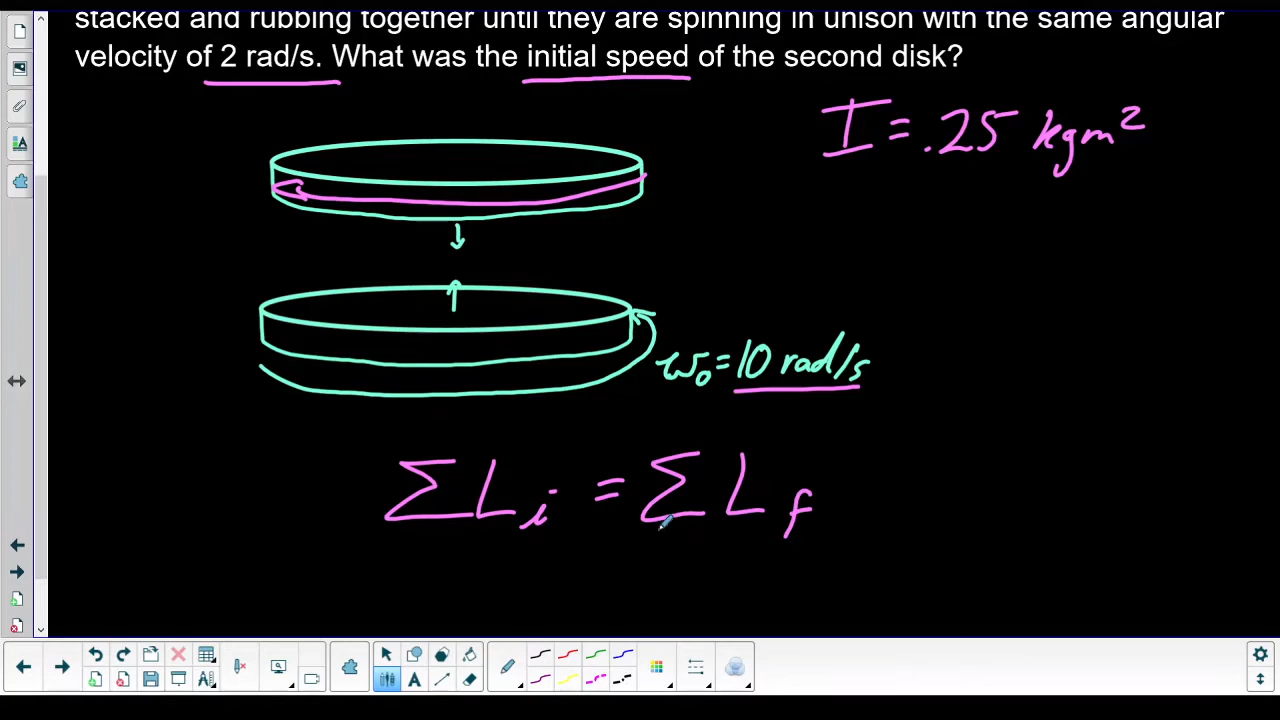 stacked and rubbing together until they are spinning in unison with the same angular
velocity of 2 rad/s. What was the initial speed of the second disk?
I = .25 kgm²
ω₀ = 10 rad/s
ΣLᵢ = ΣL_f